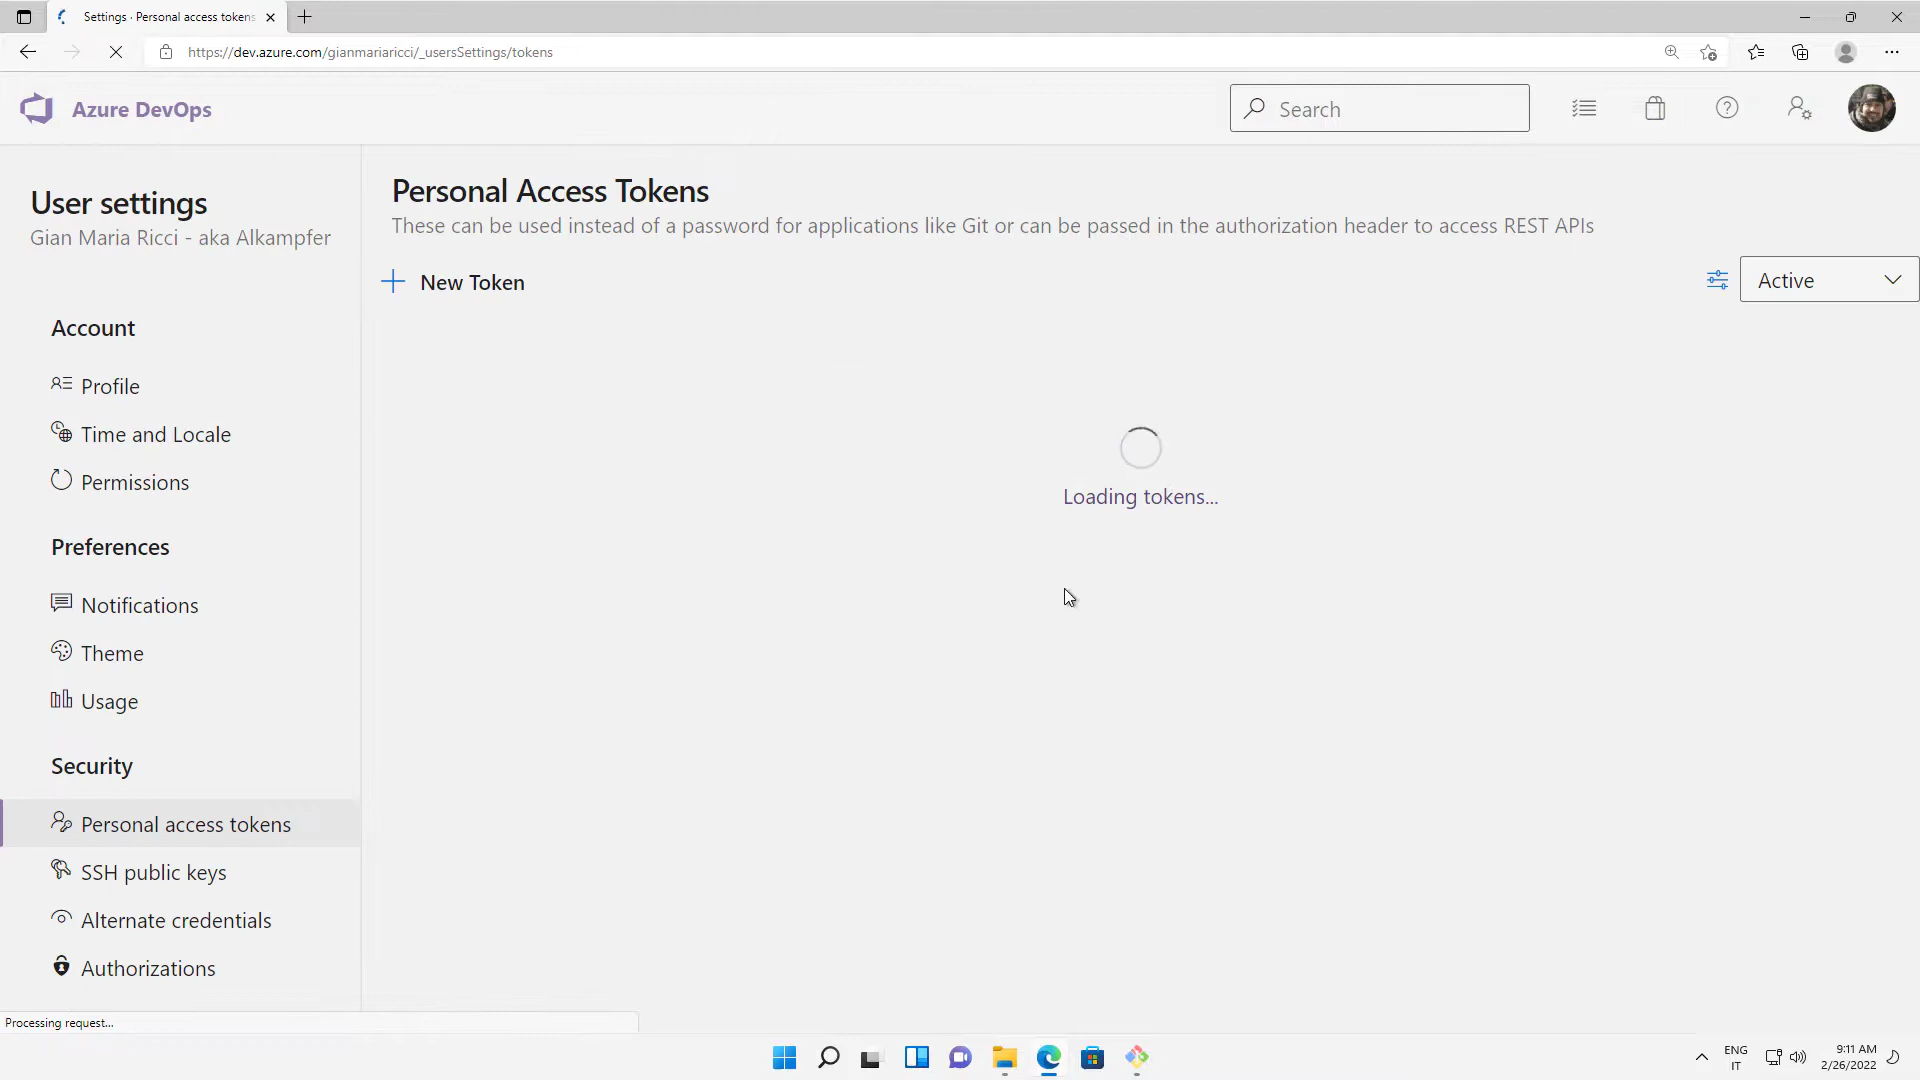 Settings · Personal access tokens
https://dev.azure.com/gianmariaricci/_usersSettings/tokens
Azure DevOps
Search
User settings
Gian Maria Ricci - aka Alkampfer
Account
Profile
Time and Locale
Permissions
Preferences
Notifications
Theme
Usage
Security
Personal access tokens
SSH public keys
Alternate credentials
Authorizations
Personal Access Tokens
These can be used instead of a password for applications like Git or can be passed in the authorization header to access REST APIs
New Token
Active
Loading tokens...
Processing request...
ENG
IT
9:11 AM
2/26/2022